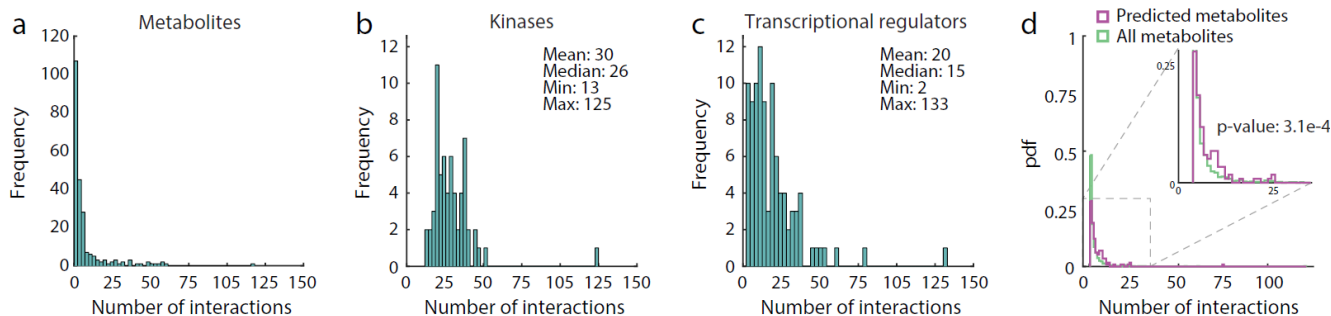 a
Metabolites
120
100
80
60
40
20
0
Frequency
0 25 50 75 105 125 150
Number of interactions
b
Kinases
12
10
8
6
4
2
0
Frequency
Mean: 30
Median: 26
Min: 13
Max: 125
0 25 50 75 105 125 150
Number of interactions
c
Transcriptional regulators
12
10
8
6
4
2
0
Frequency
Mean: 20
Median: 15
Min: 2
Max: 133
0 25 50 75 105 125 150
Number of interactions
d
Predicted metabolites
All metabolites
1
0.75
0.5
0.25
0
pdf
0,25
0
0 25
p-value: 3.1e-4
0 25 50 75 100
Number of interactions